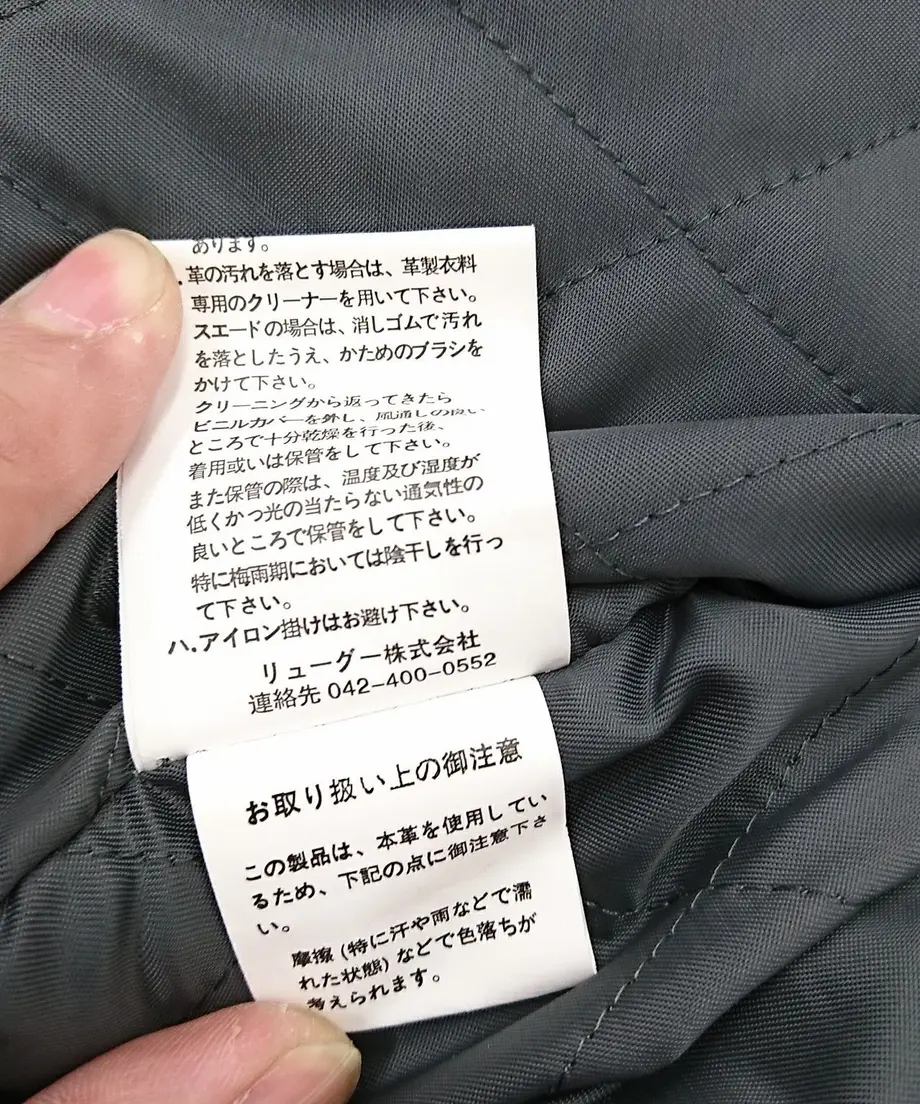 あります。
.革の汚れを落とす場合は、革製衣料
専用のクリーナーを用いて下さい。
スエードの場合は、消しゴムで汚れ
を落としたうえ、かためのブラシを
かけて下さい。
クリーニングから返ってきたら
ビニルカバーを外し、風通しの良い
ところで十分乾燥を行った後、
着用或いは保管をして下さい。
また保管の際は、温度及び湿度が
低くかつ光の当たらない通気性の
良いところで保管をして下さい。
特に梅雨期においては陰干しを行っ
て下さい。
ハ.アイロン掛けはお避け下さい。
リューグー株式会社
連絡先 042-400-0552
お取り扱い上の御注意
この製品は、本革を使用してい
るため、下記の点に御注意下さ
い。
摩擦(特に汗や雨などで濡
れた状態)などで色落ちが
考えられます。